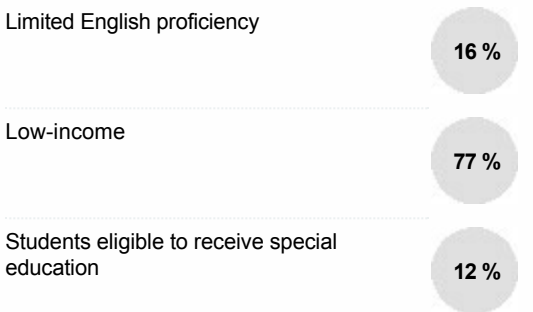 Limited English proficiency
16 %
Low-income
77 %
Students eligible to receive special
education
12 %